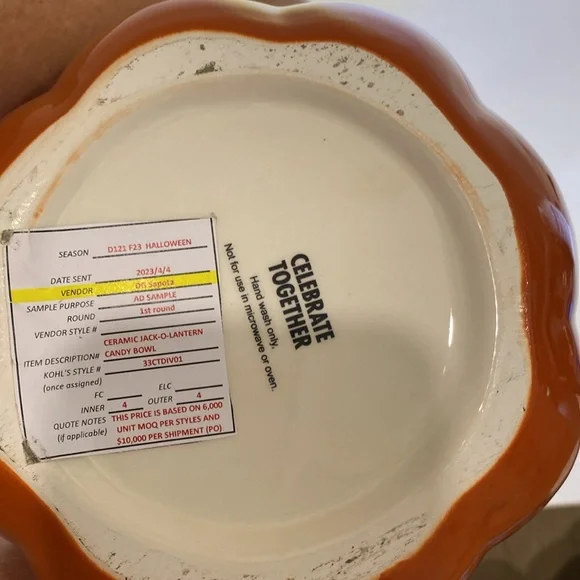 SEASON D121 F23 HALLOWEEN
DATE SENT 2023/4/4
VENDOR DG Sogota
SAMPLE PURPOSE AD SAMPLE
ROUND 1st round
VENDOR STYLE #
ITEM DESCRIPTION# CERAMIC JACK-O-LANTERN
CANDY BOWL
KOHL'S STYLE # 33CTDIV01
(once assigned)
FC ELC
INNER 4 OUTER 4
QUOTE NOTES THIS PRICE IS BASED ON 6,000
(if applicable) UNIT MOQ PER STYLES AND
$10,000 PER SHIPMENT (PO)
CELEBRATE
TOGETHER
Hand wash only.
Not for use in microwave or oven.